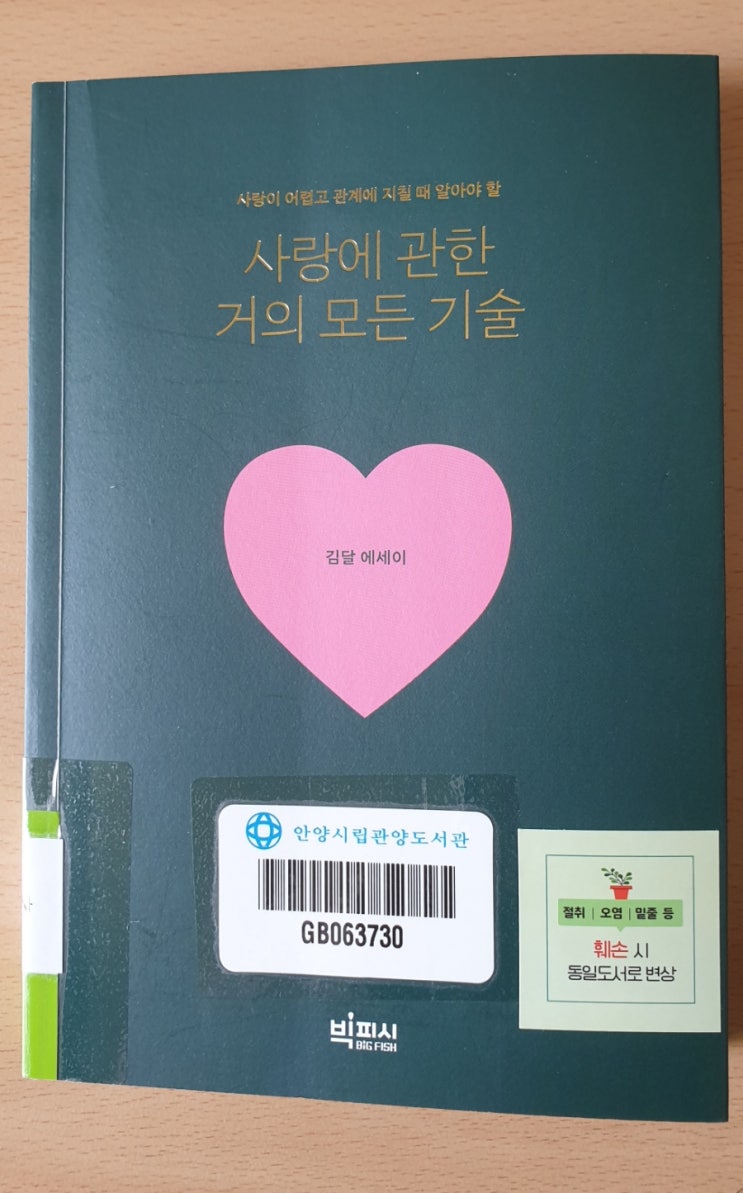 사랑이 어렵고 관계에 지칠 때 알아야 할
사랑에 관한
거의 모든 기술
김달 에세이
안양시립관양도서관
GB063730
절취 | 오염 | 밑줄 등
훼손 시
동일도서로 변상
빅피시
BIG FISH